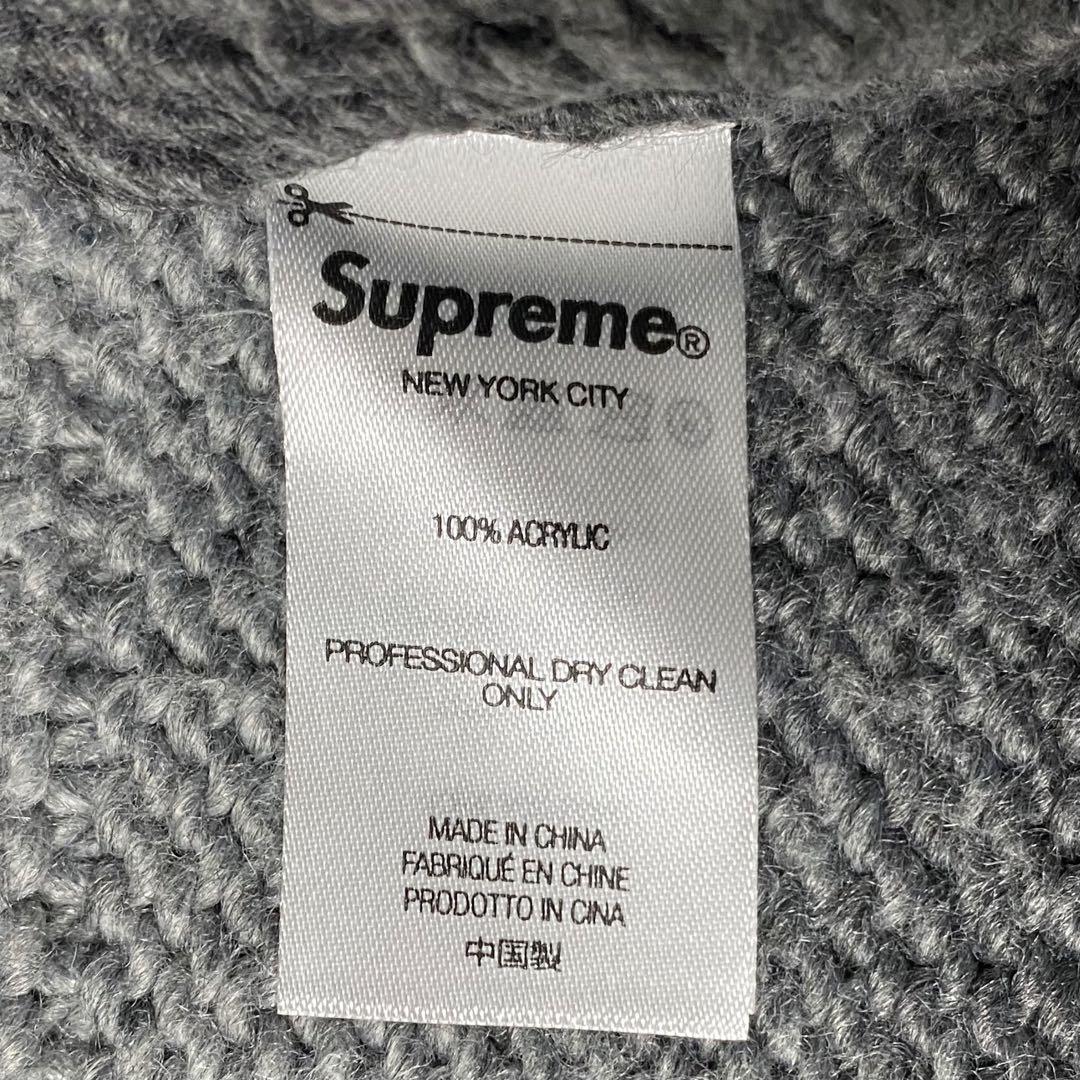 Supreme®
NEW YORK CITY
100% ACRYLIC
PROFESSIONAL DRY CLEAN
ONLY
MADE IN CHINA
FABRIQUÉ EN CHINE
PRODOTTO IN CINA
中国製